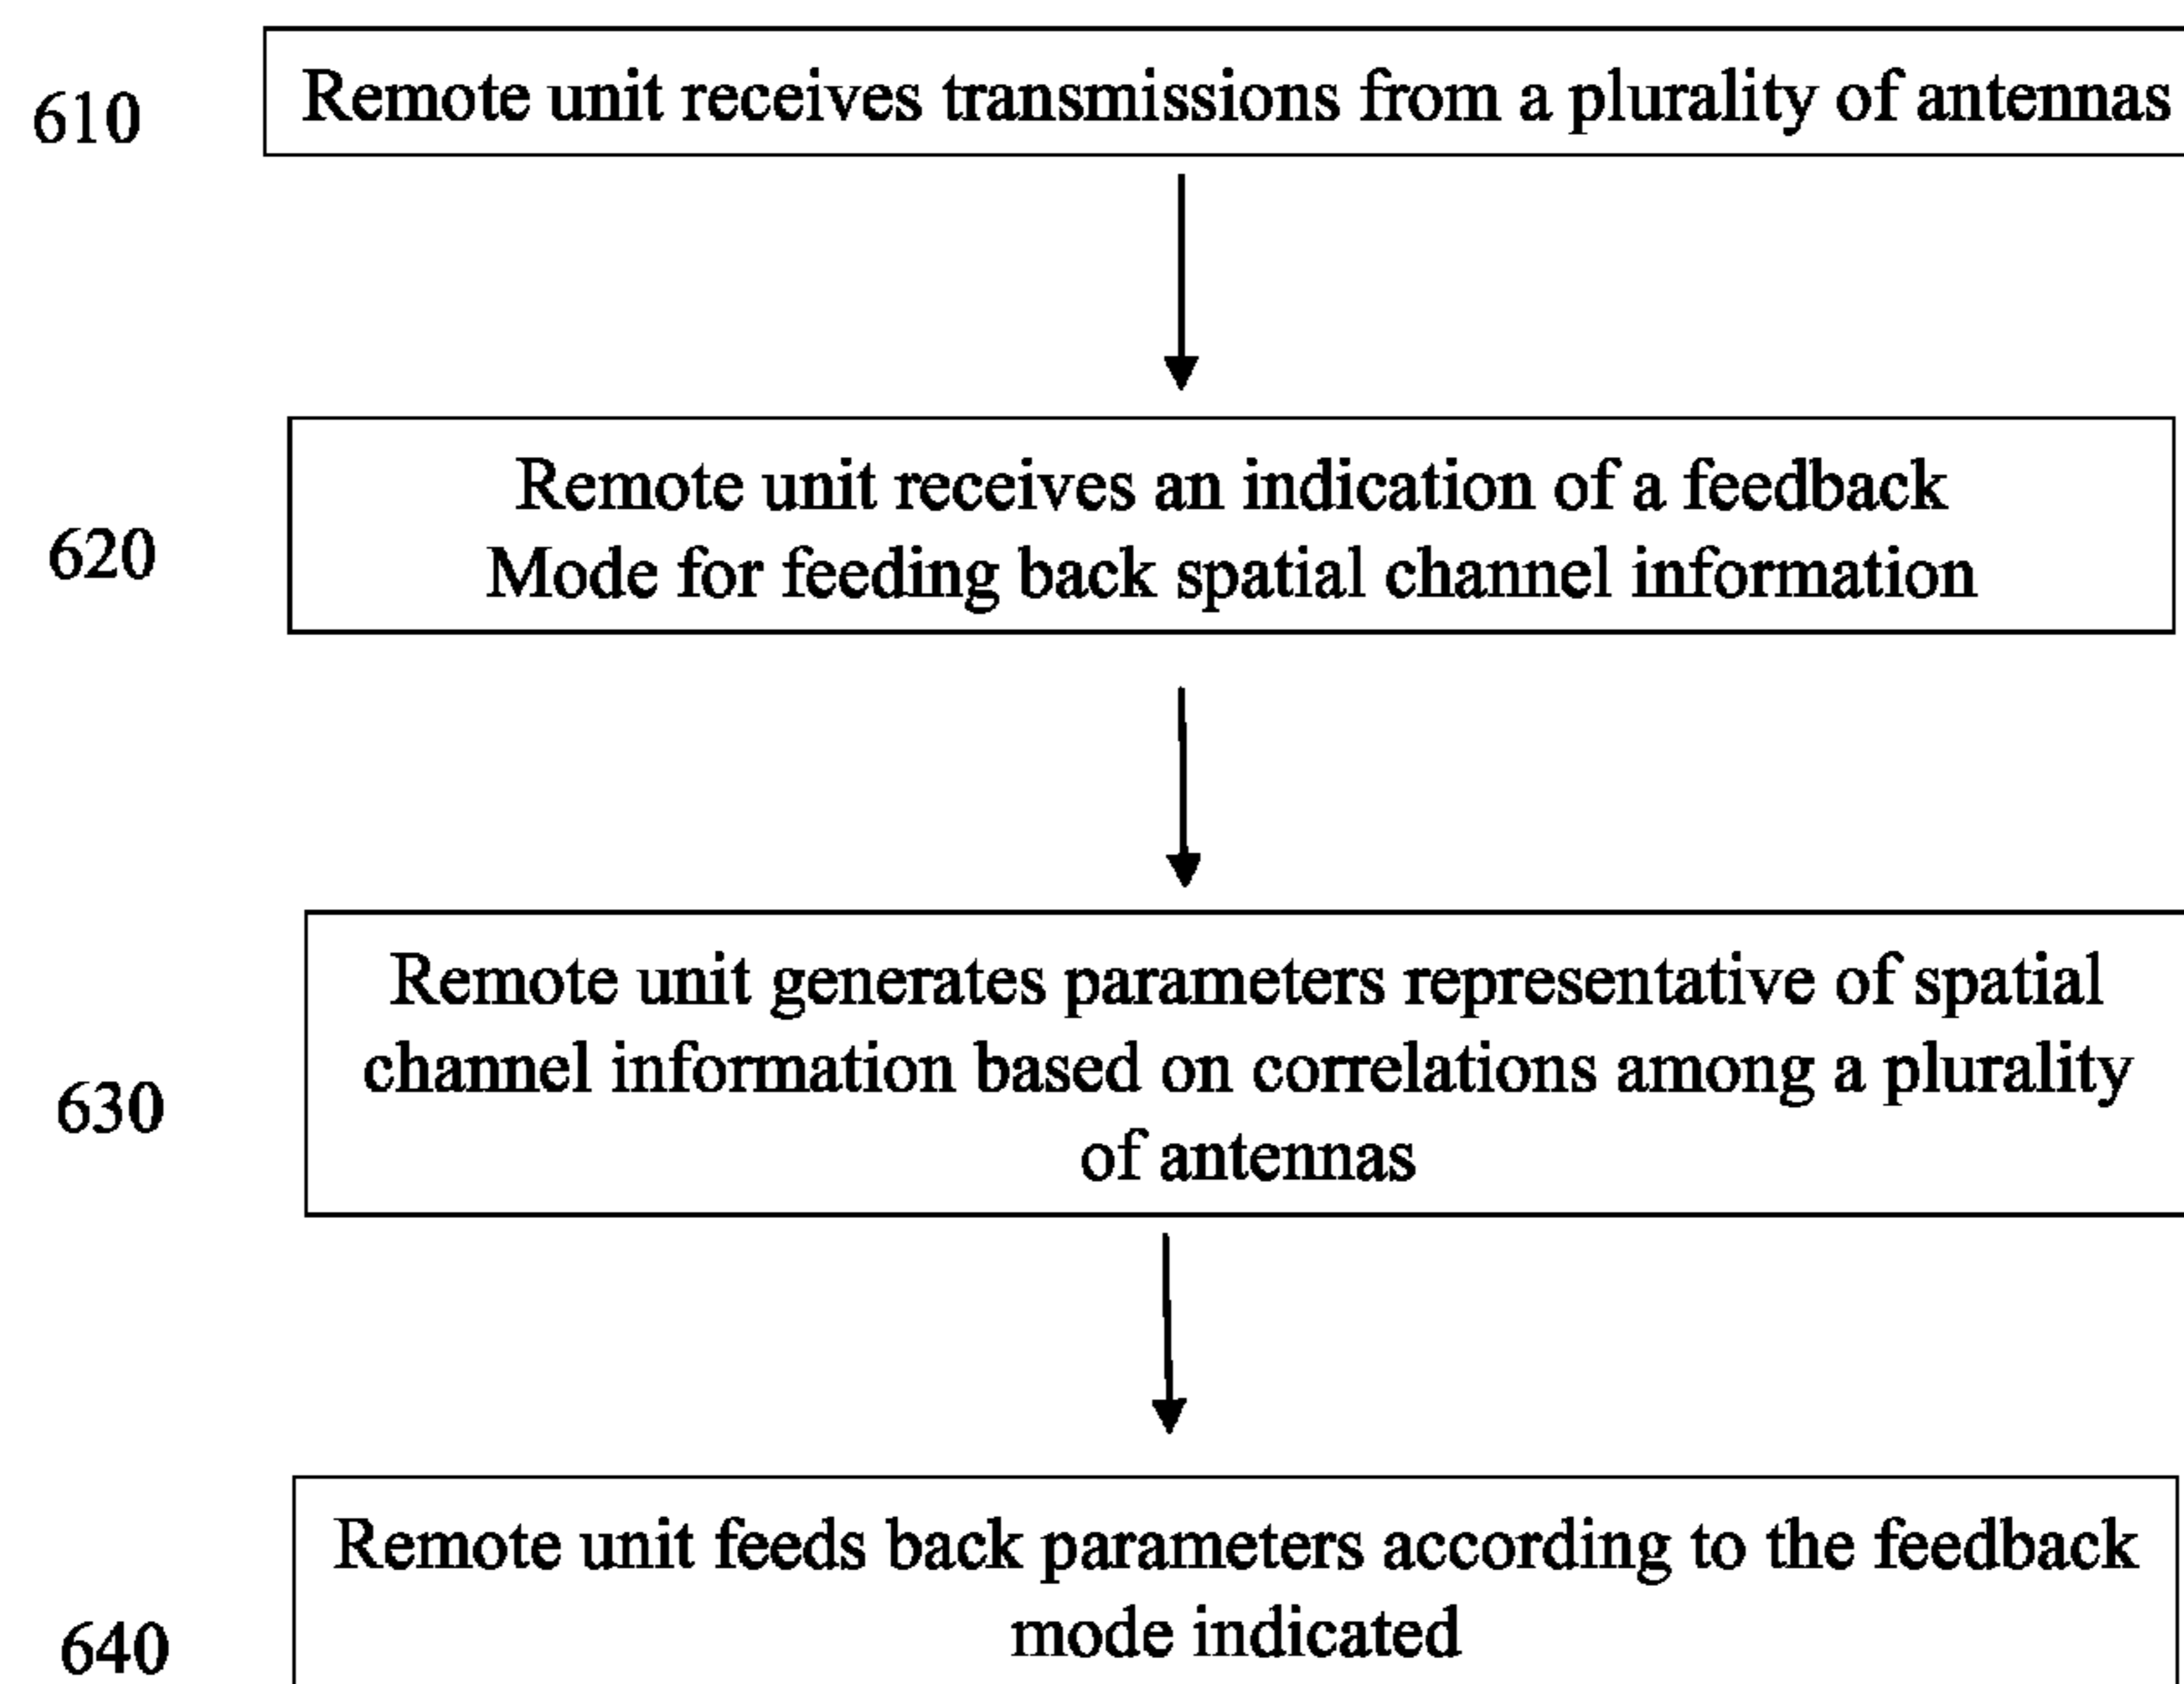 610
Remote unit receives transmissions from a plurality of antennas
Remote unit receives an indication of a feedback
620
Mode for feeding back spatial channel information
Remote unit generates parameters representative of spatial
channel information based on correlations among a plurality
630
of antennas
Remote unit feeds back parameters according to the feedback
mode indicated
640